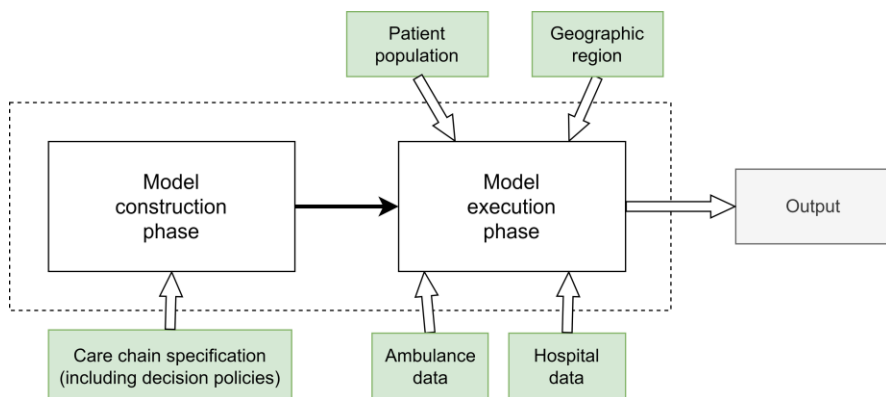 Patient
population
Geographic
region
Model
construction
phase
Model
execution
phase
Output
Care chain specification
(including decision policies)
Ambulance
data
Hospital
data